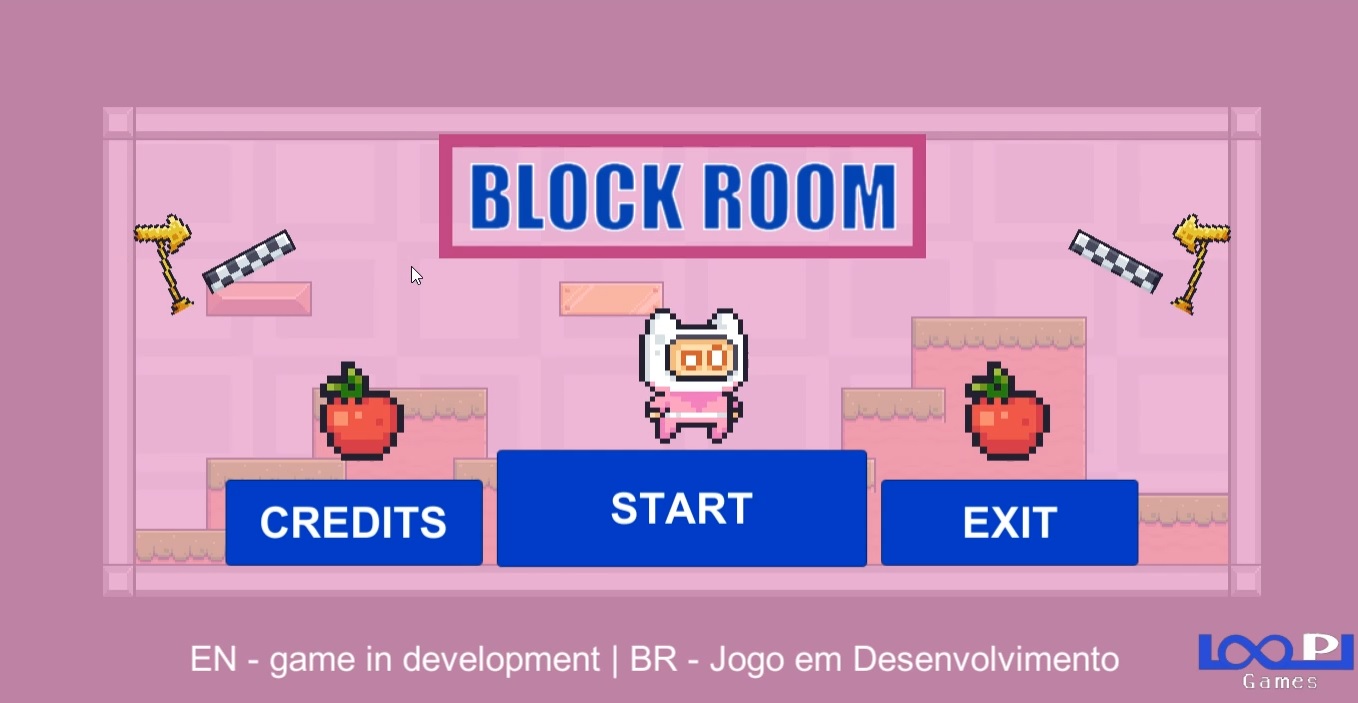 BLOCK ROOM
CREDITS
START
EXIT
EN - game in development | BR - Jogo em Desenvolvimento
LOOPI
Games